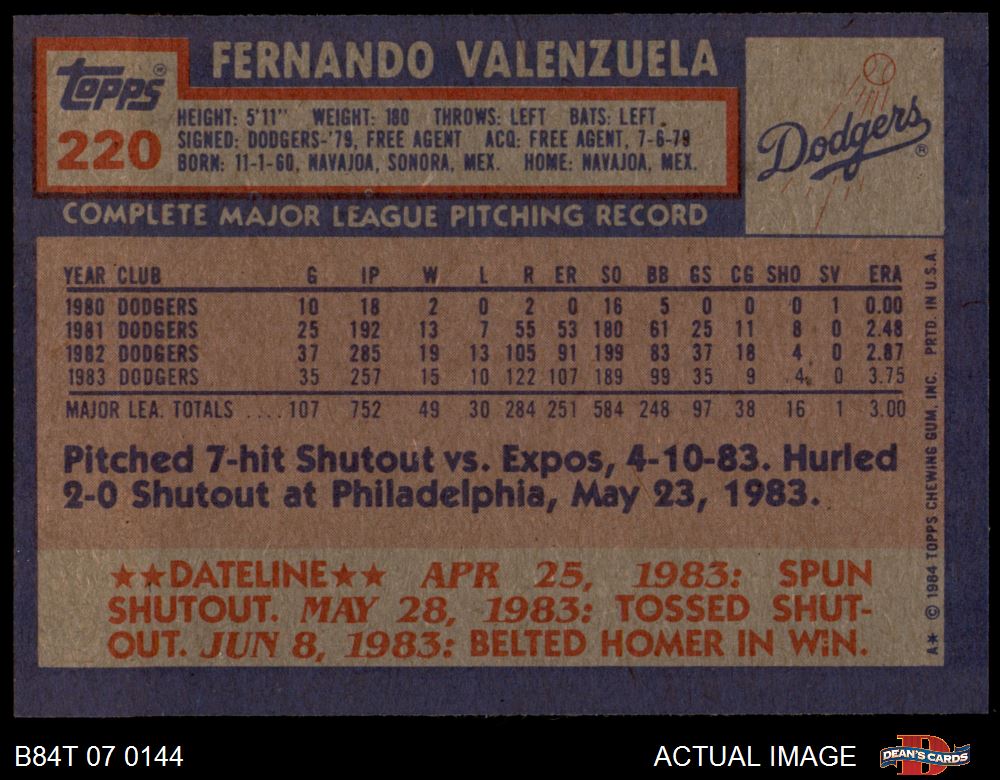 Topps®
220
FERNANDO VALENZUELA
HEIGHT: 5'11" WEIGHT: 180 THROWS: LEFT BATS: LEFT
SIGNED: DODGERS-'79, FREE AGENT ACQ: FREE AGENT, 7-6-79
BORN: 11-1-60, NAVAJOA, SONORA, MEX. HOME: NAVAJOA, MEX.
Dodgers®
COMPLETE MAJOR LEAGUE PITCHING RECORD
YEAR CLUB G IP W L R ER SO BB GS CG SHO SV ERA
1980 DODGERS 10 18 2 0 2 0 16 5 0 0 0 1 0.00
1981 DODGERS 25 192 13 7 55 53 180 61 25 11 8 0 2.48
1982 DODGERS 37 285 19 13 105 91 199 83 37 18 4 0 2.87
1983 DODGERS 35 257 15 10 122 107 189 99 35 9 4 0 3.75
MAJOR LEA. TOTALS .... 107 752 49 30 284 251 584 248 97 38 16 1 3.00
Pitched 7-hit Shutout vs. Expos, 4-10-83. Hurled
2-0 Shutout at Philadelphia, May 23, 1983.
★★DATELINE★★ APR 25, 1983: SPUN
SHUTOUT. MAY 28, 1983: TOSSED SHUT-
OUT. JUN 8, 1983: BELTED HOMER IN WIN.
A★ © 1984 TOPPS CHEWING GUM, INC. PRTD. IN U.S.A.
B84T 07 0144
ACTUAL IMAGE
D
DEAN'S CARDS